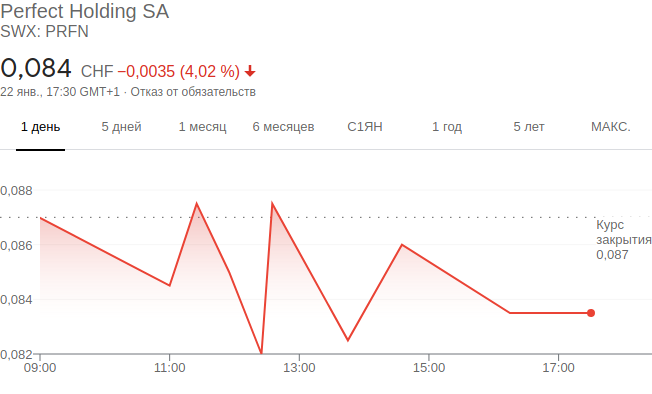 Perfect Holding SA
SWX: PRFN
0,084 CHF −0,0035 (4,02 %)
22 янв., 17:30 GMT+1 · Отказ от обязательств
1 день 5 дней 1 месяц 6 месяцев С1ЯН 1 год 5 лет МАКС.
0,088
Курс
закрытия
0,087
0,086
0,084
0,082
09:00 11:00 13:00 15:00 17:00